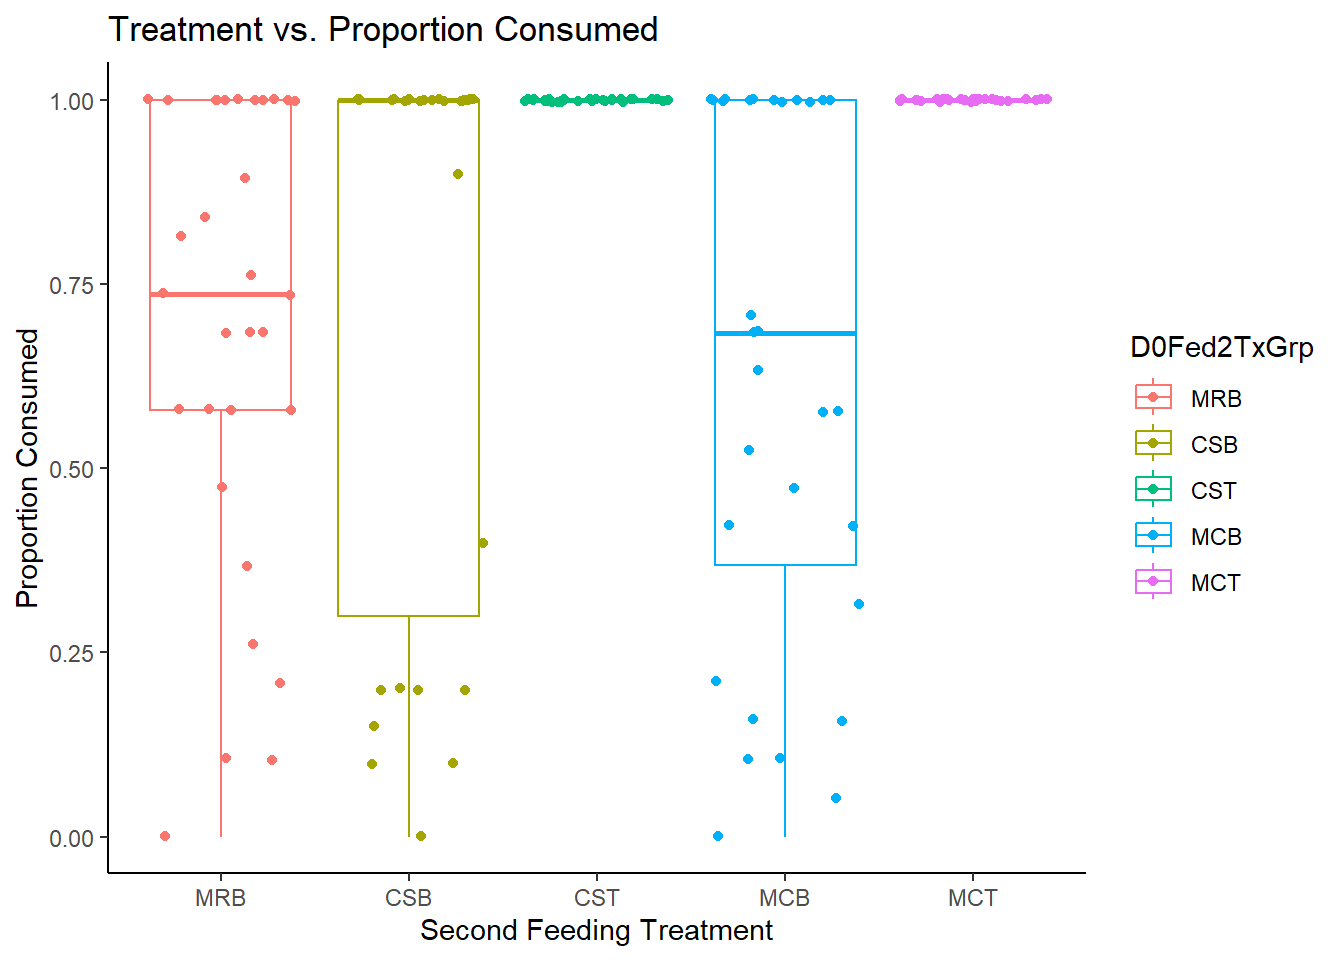 Treatment vs. Proportion Consumed
Proportion Consumed
1.00
0.75
0.50
0.25
0.00
MRB CSB CST MCB MCT
Second Feeding Treatment
D0Fed2TxGrp
MRB
CSB
CST
MCB
MCT